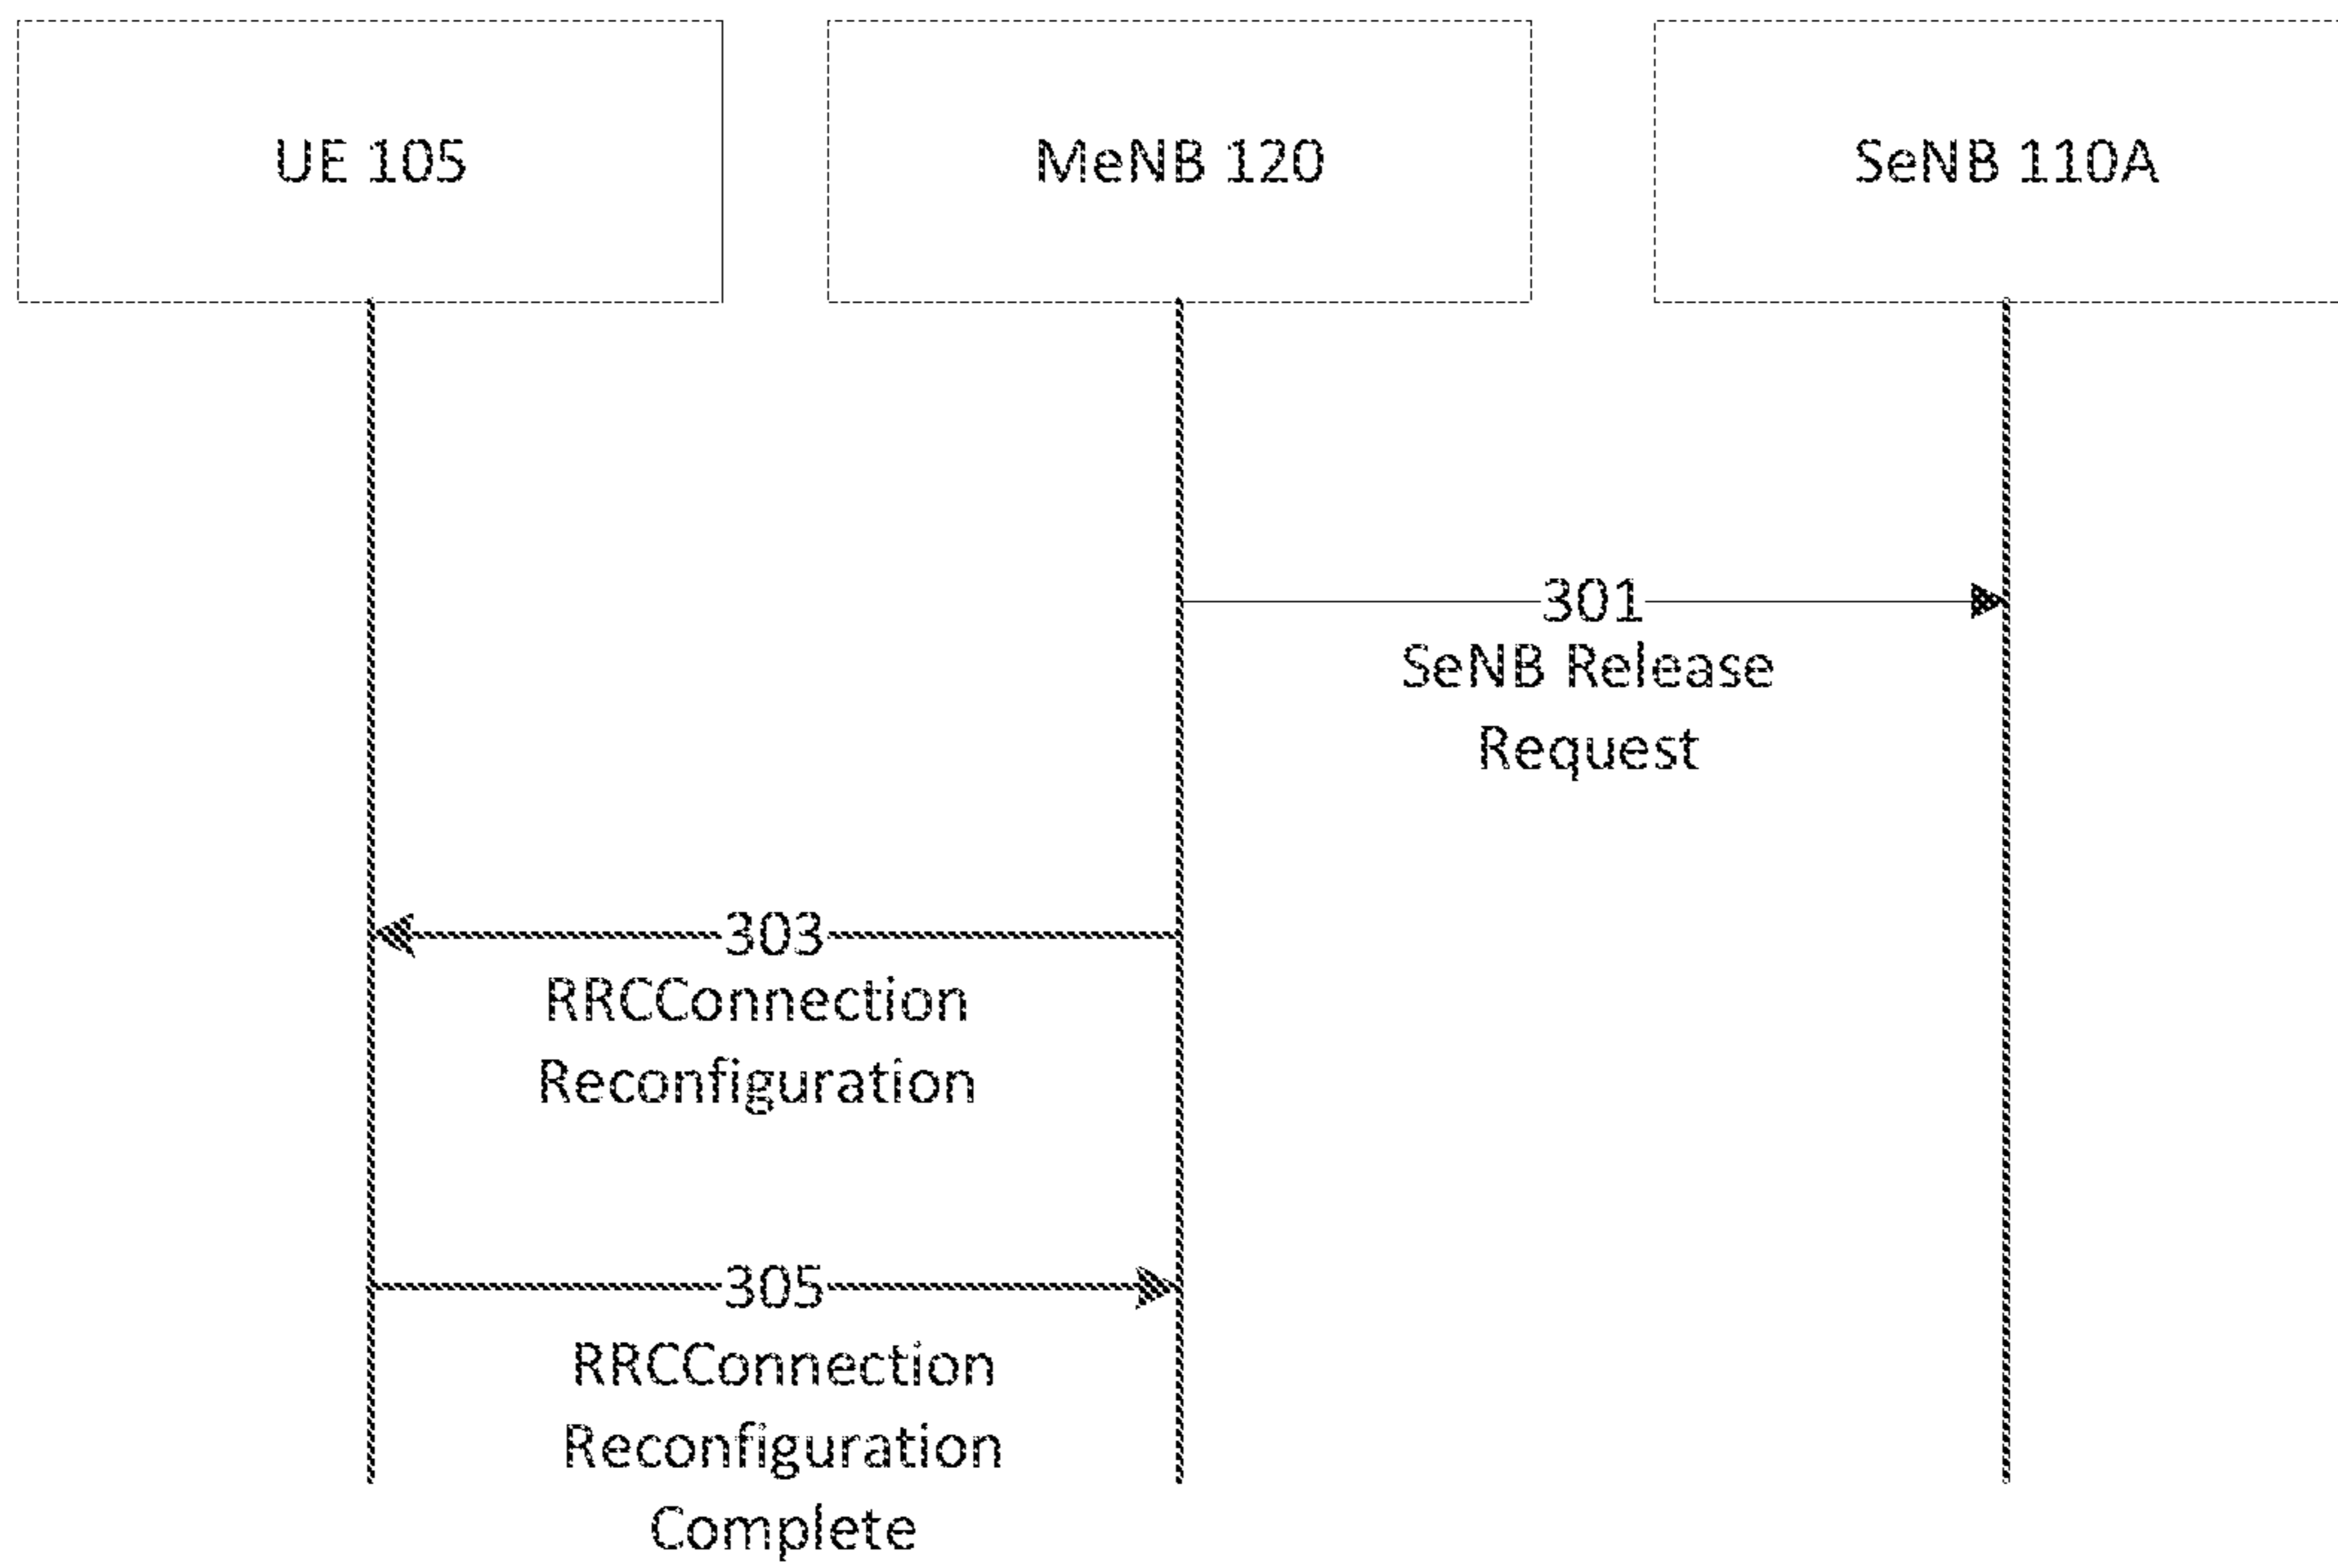 UE 105
MeNB 120
SeNB 110A
301
SeNB Release
Request
303
RRCConnection
Reconfiguration
305
RRCConnection
Reconfiguration
Complete